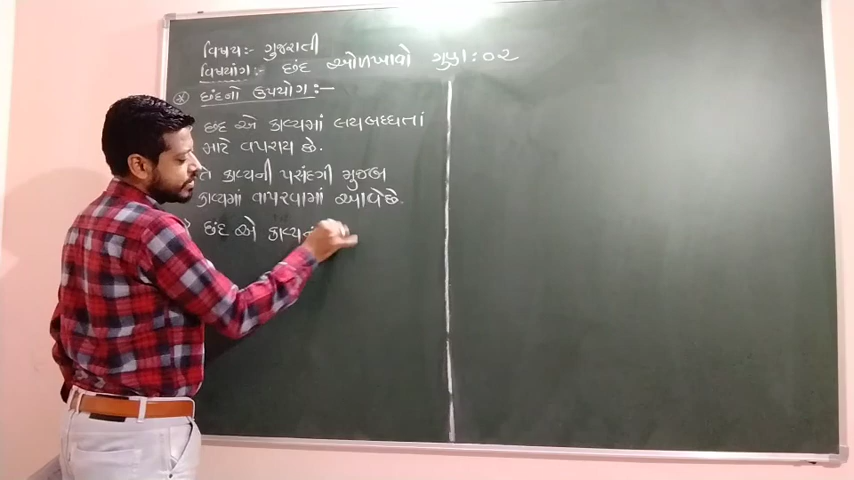 વિષય:- ગુજરાતી
વિષયાંગ:- છંદ ઓળખાવો ગુણ : ૦૨
* છંદનો ઉપયોગ :-
છંદ એ કાવ્યમાં લયબધ્ધતાં
માટે વપરાય છે.
તે કાવ્યની પસંદગી મુજબ
કાવ્યમાં વાપરવામાં આવે છે.
છંદ એ